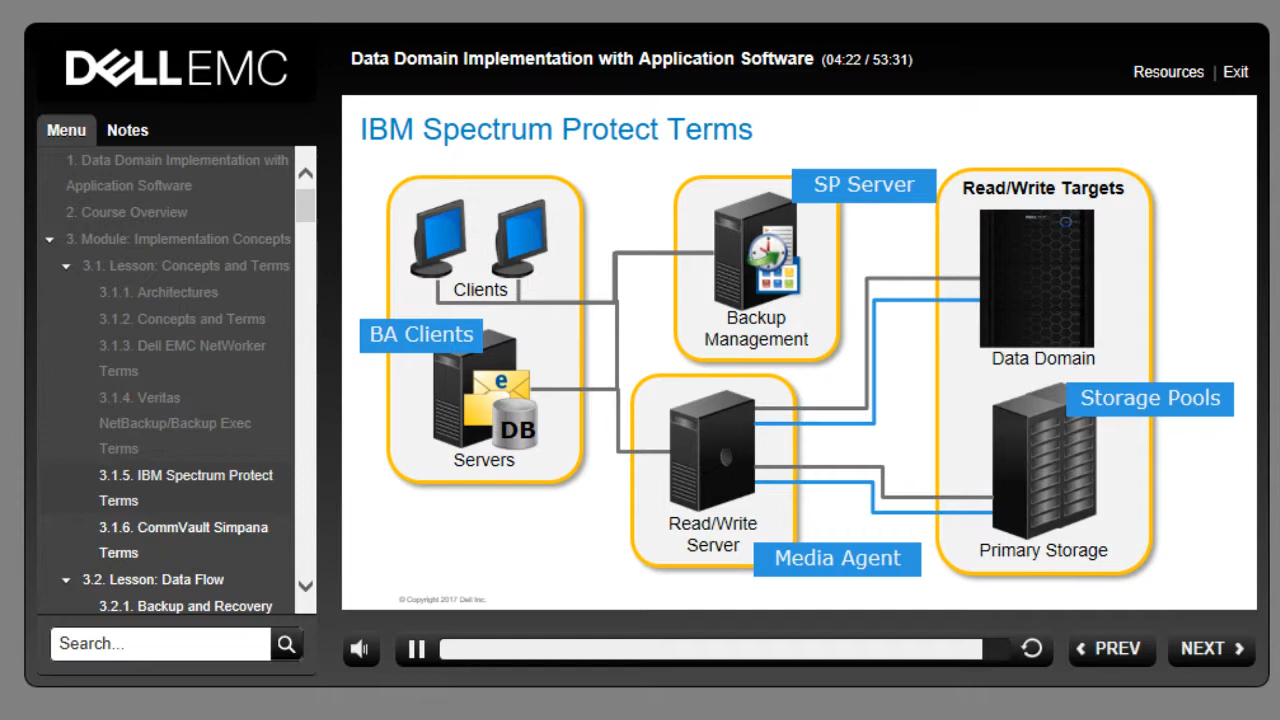 DELL EMC
Data Domain Implementation with Application Software (04:22 / 53:31)
Resources | Exit
Menu
Notes
1. Data Domain Implementation with
Application Software
2. Course Overview
3. Module: Implementation Concepts
3.1. Lesson: Concepts and Terms
3.1.1. Architectures
3.1.2. Concepts and Terms
3.1.3. Dell EMC NetWorker
Terms
3.1.4. Veritas
NetBackup/Backup Exec
Terms
3.1.5. IBM Spectrum Protect
Terms
3.1.6. CommVault Simpana
Terms
3.2. Lesson: Data Flow
3.2.1. Backup and Recovery
Search...
IBM Spectrum Protect Terms
Clients
BA Clients
e
DB
Servers
SP Server
Backup
Management
Read/Write
Server
Media Agent
Read/Write Targets
Data Domain
Storage Pools
Primary Storage
© Copyright 2017 Dell Inc.
PREV
NEXT